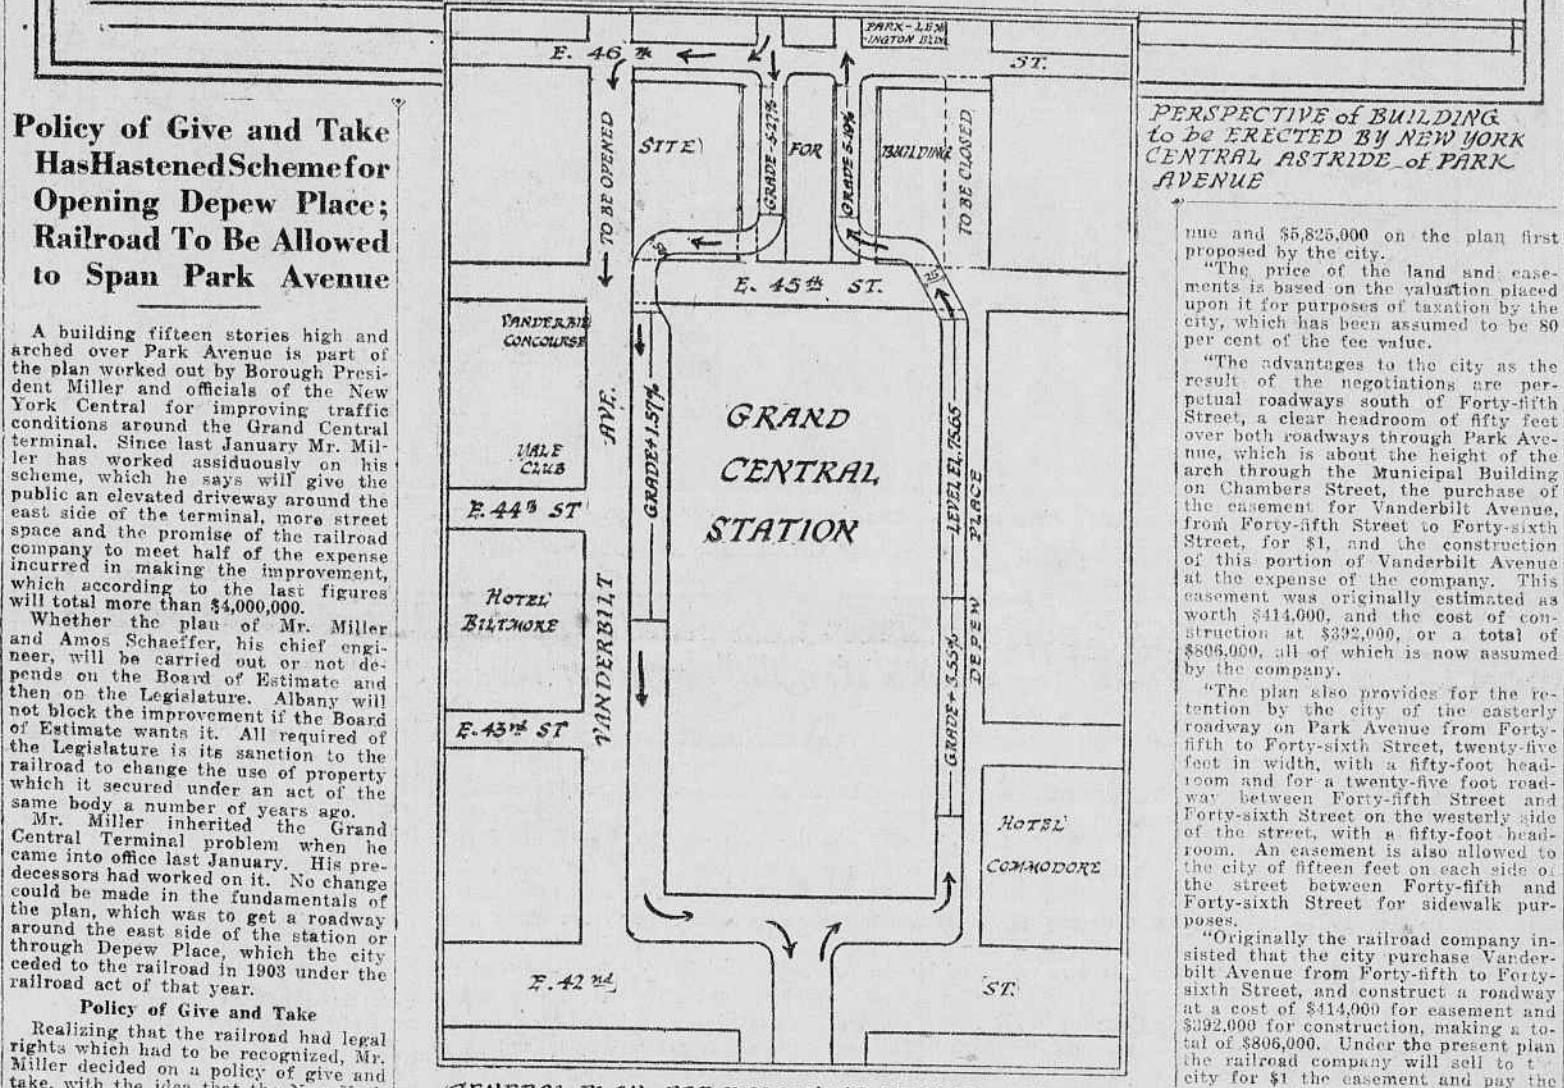 Policy of Give and Take
Has Hastened Scheme for
Opening Depew Place;
Railroad To Be Allowed
to Span Park Avenue
A building fifteen stories high and
arched over Park Avenue is part of
the plan worked out by Borough Presi-
dent Miller and officials of the New
York Central for improving traffic
conditions around the Grand Central
terminal. Since last January Mr. Mil-
ler has worked assiduously on his
scheme, which he says will give the
public an elevated driveway around the
east side of the terminal, more street
space and the promise of the railroad
company to meet half of the expense
incurred in making the improvement,
which according to the last figures
will total more than $4,000,000.
Whether the plan of Mr. Miller
and Amos Schaeffer, his chief engi-
neer, will be carried out or not de-
pends on the Board of Estimate and
then on the Legislature. Albany will
not block the improvement if the Board
of Estimate wants it. All required of
the Legislature is its sanction to the
railroad to change the use of property
which it secured under an act of the
same body a number of years ago.
Mr. Miller inherited the Grand
Central Terminal problem when he
came into office last January. His pre-
decessors had worked on it. No change
could be made in the fundamentals of
the plan, which was to get a roadway
around the east side of the station or
through Depew Place, which the city
ceded to the railroad in 1903 under the
railroad act of that year.
Policy of Give and Take
Realizing that the railroad had legal
rights which had to be recognized, Mr.
Miller decided on a policy of give and
take, with the idea that the
PARK-LEX
INGTON BLDG.
E. 46 TH
ST.
TO BE OPENED
SITE
GRADE-5.27%
FOR
GRADE 5.19%
BUILDING
TO BE CLOSED
E. 45th ST.
VANDERBILT
CONCOURSE
YALE
CLUB
AVE.
GRADE+1.57%
GRAND
CENTRAL
STATION
LEVEL EL.75.65
PLACE
E. 44th ST
HOTEL
BILTMORE
VANDERBILT
DEPEW
GRADE+3.55%
E. 43rd ST
HOTEL
COMMODORE
E. 42 nd
ST.
PERSPECTIVE of BUILDING
to be ERECTED BY NEW YORK
CENTRAL ASTRIDE of PARK
AVENUE
nue and $5,825,000 on the plan first
proposed by the city.
"The price of the land and ease-
ments is based on the valuation placed
upon it for purposes of taxation by the
city, which has been assumed to be 80
per cent of the fee value.
"The advantages to the city as the
result of the negotiations are per-
petual roadways south of Forty-fifth
Street, a clear headroom of fifty feet
over both roadways through Park Ave-
nue, which is about the height of the
arch through the Municipal Building
on Chambers Street, the purchase of
the easement for Vanderbilt Avenue,
from Forty-fifth Street to Forty-sixth
Street, for $1, and the construction
of this portion of Vanderbilt Avenue
at the expense of the company. This
easement was originally estimated as
worth $414,000, and the cost of con-
struction at $392,000, or a total of
$806,000, all of which is now assumed
by the company.
"The plan also provides for the re-
tention by the city of the easterly
roadway on Park Avenue from Forty-
fifth to Forty-sixth Street, twenty-five
feet in width, with a fifty-foot head-
room and for a twenty-five foot road-
way between Forty-fifth Street and
Forty-sixth Street on the westerly side
of the street, with a fifty-foot head-
room. An easement is also allowed to
the city of fifteen feet on each side of
the street between Forty-fifth and
Forty-sixth Street for sidewalk pur-
poses.
"Originally the railroad company in-
sisted that the city purchase Vander-
bilt Avenue from Forty-fifth to Forty-
sixth Street, and construct a roadway
at a cost of $414,000 for easement and
$392,000 for construction, making a to-
tal of $806,000. Under the present plan
the railroad company will sell to
city for $1 the easement and pay the